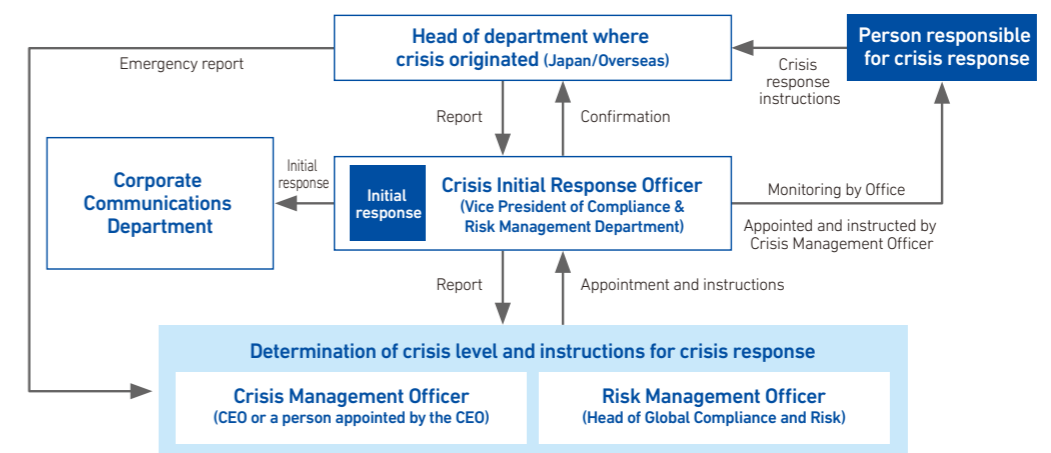 Head of department where
crisis originated (Japan/Overseas)
Person responsible
for crisis response
Emergency report
Crisis
response
instructions
Report
Confirmation
Corporate
Communications
Department
Initial
response
Initial
response
Crisis Initial Response Officer
(Vice President of Compliance &
Risk Management Department)
Monitoring by Office
Appointed and instructed by
Crisis Management Officer
Report
Appointment and instructions
Determination of crisis level and instructions for crisis response
Crisis Management Officer
(CEO or a person appointed by the CEO)
Risk Management Officer
(Head of Global Compliance and Risk)